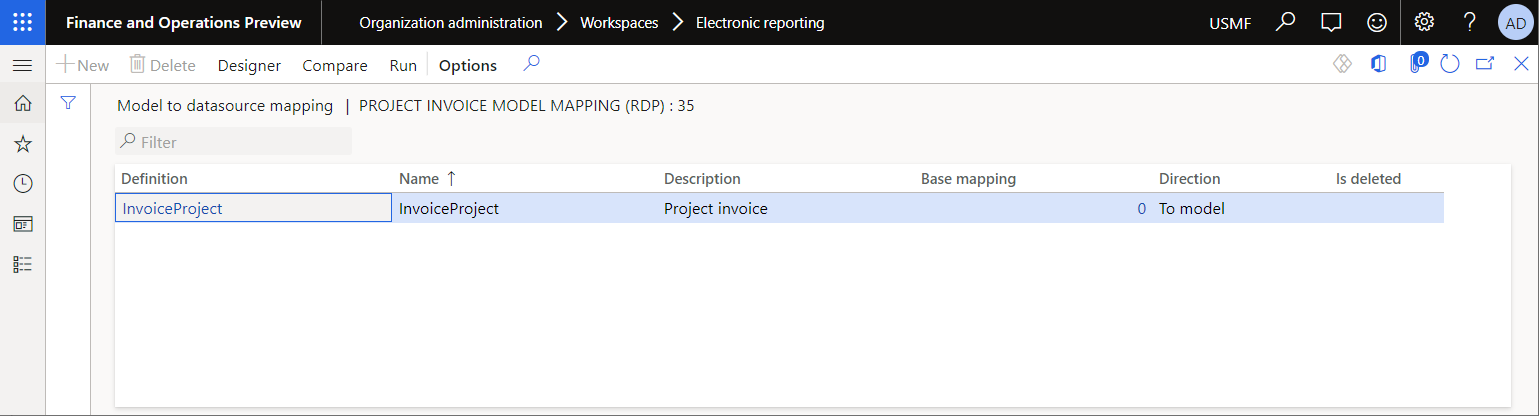 Finance and Operations Preview Organization administration Workspaces Electronic reporting USMF ? AD
New Delete Designer Compare Run Options 0
Model to datasource mapping | PROJECT INVOICE MODEL MAPPING (RDP) : 35
Filter
Definition Name ↑ Description Base mapping Direction Is deleted
InvoiceProject InvoiceProject Project invoice 0 To model